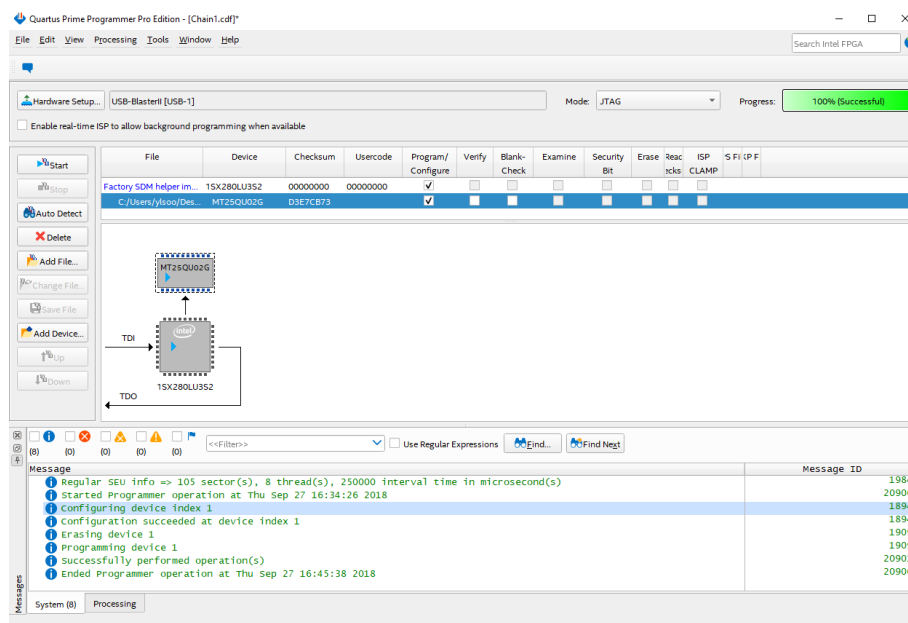 Quartus Prime Programmer Pro Edition - [Chain1.cdf]*
File Edit View Processing Tools Window Help
Search Intel FPGA
Hardware Setup... USB-BlasterII [USB-1] Mode: JTAG Progress: 100% (Successful)
Enable real-time ISP to allow background programming when available
Start
Stop
Auto Detect
Delete
Add File...
Change File...
Save File
Add Device...
Up
Down
File Device Checksum Usercode Program/ Verify Blank- Examine Security Erase ISP
Configure Check Bit CLAMP
Factory SDM helper im... 1SX280LU3S2 00000000 00000000
C:/Users/ylsoo/Des... MT25QU02G D3E7CB73
MT25QU02G
intel
TDI
1SX280LU3S2
TDO
(8) (0) (0) (0) (0)
<<Filter>> Use Regular Expressions Find... Find Next
Message Message ID
Regular SEU info => 105 sector(s), 8 thread(s), 250000 interval time in microsecond(s) 198
Started Programmer operation at Thu Sep 27 16:34:26 2018 2090
Configuring device index 1 189
Configuration succeeded at device index 1 189
Erasing device 1 190
Programming device 1 190
Successfully performed operation(s) 2090
Ended Programmer operation at Thu Sep 27 16:45:38 2018 2090
Messages
System (8) Processing